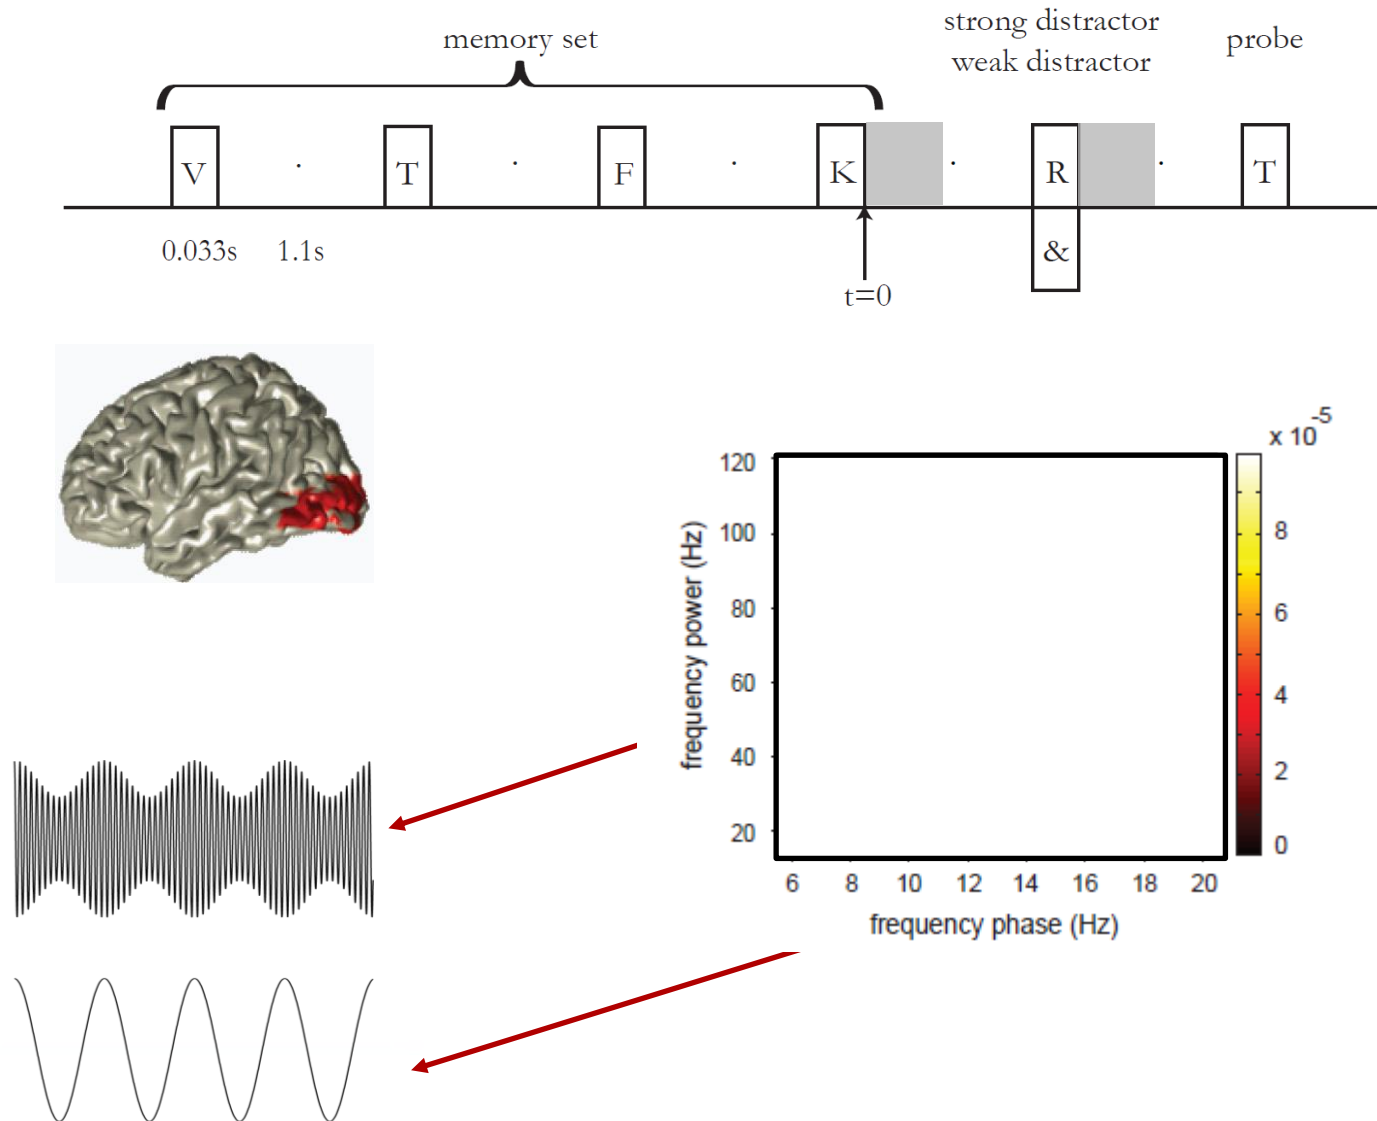 memory set
strong distractor
weak distractor
probe
V . T . F . K . R . T
&
0.033s 1.1s
t=0
x 10-5
120
100
80
60
40
20
frequency power (Hz)
6 8 10 12 14 16 18 20
frequency phase (Hz)
8
6
4
2
0